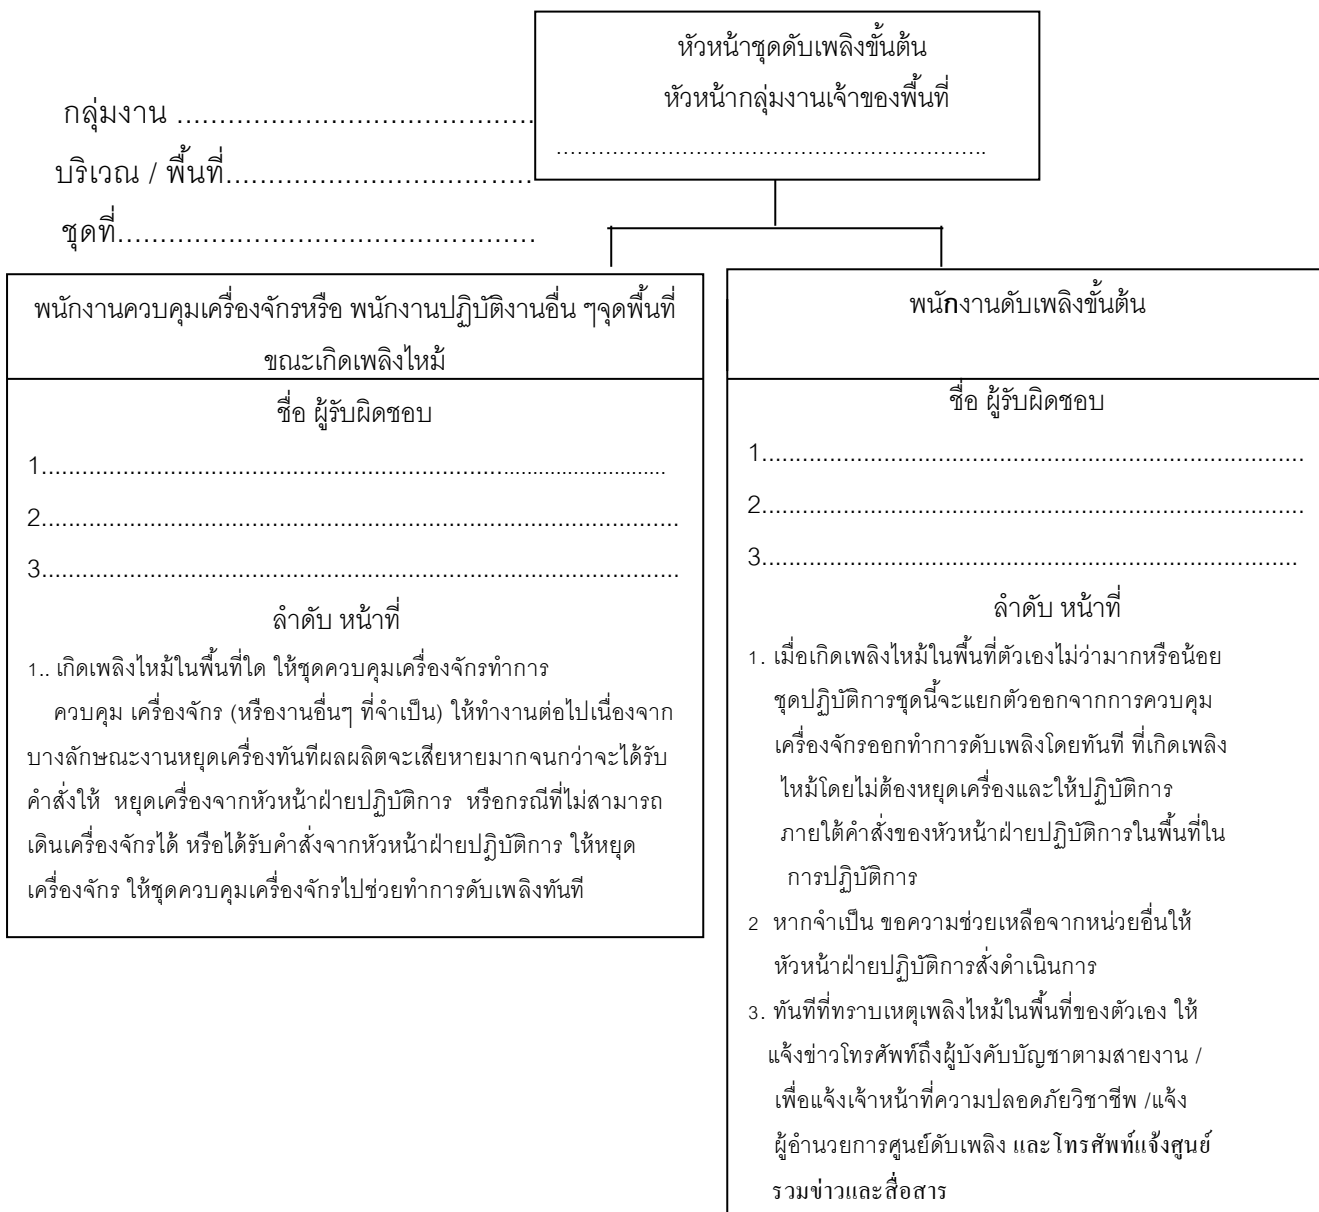 หัวหน้าชุดดับเพลิงขั้นต้น
หัวหน้ากลุ่มงานเจ้าของพื้นที่
..............................................................
กลุ่มงาน ..........................................
บริเวณ / พื้นที่....................................
ชุดที่.................................................
พนักงานควบคุมเครื่องจักรหรือ พนักงานปฏิบัติงานอื่น ๆจุดพื้นที่
ขณะเกิดเพลิงไหม้
ชื่อ ผู้รับผิดชอบ
1..............................................................................................
2..............................................................................................
3..............................................................................................
ลำดับ หน้าที่
1.. เกิดเพลิงไหม้ในพื้นที่ใด ให้ชุดควบคุมเครื่องจักรทำการ
ควบคุม เครื่องจักร (หรืองานอื่นๆ ที่จำเป็น) ให้ทำงานต่อไปเนื่องจาก
บางลักษณะงานหยุดเครื่องทันทีผลผลิตจะเสียหายมากจนกว่าจะได้รับ
คำสั่งให้ หยุดเครื่องจากหัวหน้าฝ่ายปฏิบัติการ หรือกรณีที่ไม่สามารถ
เดินเครื่องจักรได้ หรือได้รับคำสั่งจากหัวหน้าฝ่ายปฎิบัติการ ให้หยุด
เครื่องจักร ให้ชุดควบคุมเครื่องจักรไปช่วยทำการดับเพลิงทันที
พนักงานดับเพลิงขั้นต้น
ชื่อ ผู้รับผิดชอบ
1................................................................................
2................................................................................
3...............................................................................
ลำดับ หน้าที่
1. เมื่อเกิดเพลิงไหม้ในพื้นที่ตัวเองไม่ว่ามากหรือน้อย
ชุดปฏิบัติการชุดนี้จะแยกตัวออกจากการควบคุม
เครื่องจักรออกทำการดับเพลิงโดยทันที ที่เกิดเพลิง
ไหม้โดยไม่ต้องหยุดเครื่องและให้ปฏิบัติการ
ภายใต้คำสั่งของหัวหน้าฝ่ายปฏิบัติการในพื้นที่ใน
การปฏิบัติการ
2 หากจำเป็น ขอความช่วยเหลือจากหน่วยอื่นให้
หัวหน้าฝ่ายปฏิบัติการสั่งดำเนินการ
3. ทันทีที่ทราบเหตุเพลิงไหม้ในพื้นที่ของตัวเอง ให้
แจ้งข่าวโทรศัพท์ถึงผู้บังคับบัญชาตามสายงาน /
เพื่อแจ้งเจ้าหน้าที่ความปลอดภัยวิชาชีพ /แจ้ง
ผู้อำนวยการศูนย์ดับเพลิง และโทรศัพท์แจ้งศูนย์
รวมข่าวและสื่อสาร